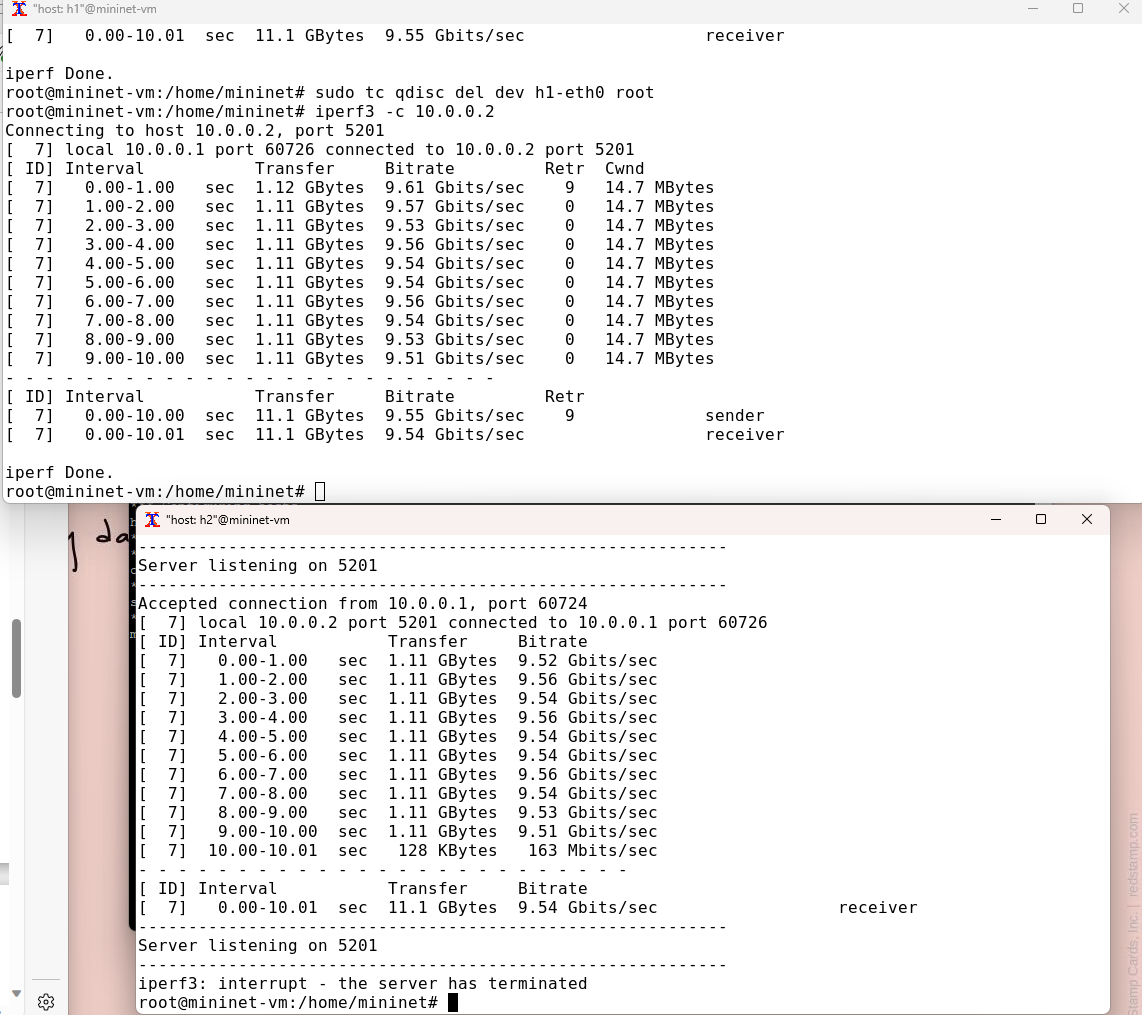 "host: h1"@mininet-vm
[  7]   0.00-10.01  sec  11.1 GBytes  9.55 Gbits/sec                  receiver
iperf Done.
root@mininet-vm:/home/mininet# sudo tc qdisc del dev h1-eth0 root
root@mininet-vm:/home/mininet# iperf3 -c 10.0.0.2
Connecting to host 10.0.0.2, port 5201
[  7] local 10.0.0.1 port 60726 connected to 10.0.0.2 port 5201
[ ID] Interval           Transfer     Bitrate         Retr  Cwnd
[  7]   0.00-1.00   sec  1.12 GBytes  9.61 Gbits/sec    9   14.7 MBytes
[  7]   1.00-2.00   sec  1.11 GBytes  9.57 Gbits/sec    0   14.7 MBytes
[  7]   2.00-3.00   sec  1.11 GBytes  9.53 Gbits/sec    0   14.7 MBytes
[  7]   3.00-4.00   sec  1.11 GBytes  9.56 Gbits/sec    0   14.7 MBytes
[  7]   4.00-5.00   sec  1.11 GBytes  9.54 Gbits/sec    0   14.7 MBytes
[  7]   5.00-6.00   sec  1.11 GBytes  9.54 Gbits/sec    0   14.7 MBytes
[  7]   6.00-7.00   sec  1.11 GBytes  9.56 Gbits/sec    0   14.7 MBytes
[  7]   7.00-8.00   sec  1.11 GBytes  9.54 Gbits/sec    0   14.7 MBytes
[  7]   8.00-9.00   sec  1.11 GBytes  9.53 Gbits/sec    0   14.7 MBytes
[  7]   9.00-10.00  sec  1.11 GBytes  9.51 Gbits/sec    0   14.7 MBytes
- - - - - - - - - - - - - - - - - - - - - - - - -
[ ID] Interval           Transfer     Bitrate         Retr
[  7]   0.00-10.00  sec  11.1 GBytes  9.55 Gbits/sec    9             sender
[  7]   0.00-10.01  sec  11.1 GBytes  9.54 Gbits/sec                  receiver
iperf Done.
root@mininet-vm:/home/mininet#
"host: h2"@mininet-vm
-----------------------------------------------------------
Server listening on 5201
-----------------------------------------------------------
Accepted connection from 10.0.0.1, port 60724
[  7] local 10.0.0.2 port 5201 connected to 10.0.0.1 port 60726
[ ID] Interval           Transfer     Bitrate
[  7]   0.00-1.00   sec  1.11 GBytes  9.52 Gbits/sec
[  7]   1.00-2.00   sec  1.11 GBytes  9.56 Gbits/sec
[  7]   2.00-3.00   sec  1.11 GBytes  9.54 Gbits/sec
[  7]   3.00-4.00   sec  1.11 GBytes  9.56 Gbits/sec
[  7]   4.00-5.00   sec  1.11 GBytes  9.54 Gbits/sec
[  7]   5.00-6.00   sec  1.11 GBytes  9.54 Gbits/sec
[  7]   6.00-7.00   sec  1.11 GBytes  9.56 Gbits/sec
[  7]   7.00-8.00   sec  1.11 GBytes  9.54 Gbits/sec
[  7]   8.00-9.00   sec  1.11 GBytes  9.53 Gbits/sec
[  7]   9.00-10.00  sec  1.11 GBytes  9.51 Gbits/sec
[  7]  10.00-10.01  sec   128 KBytes   163 Mbits/sec
- - - - - - - - - - - - - - - - - - - - - - - - -
[ ID] Interval           Transfer     Bitrate
[  7]   0.00-10.01  sec  11.1 GBytes  9.54 Gbits/sec                  receiver
-----------------------------------------------------------
Server listening on 5201
-----------------------------------------------------------
iperf3: interrupt - the server has terminated
root@mininet-vm:/home/mininet#
Stamp Cards, Inc. | redstamp.com